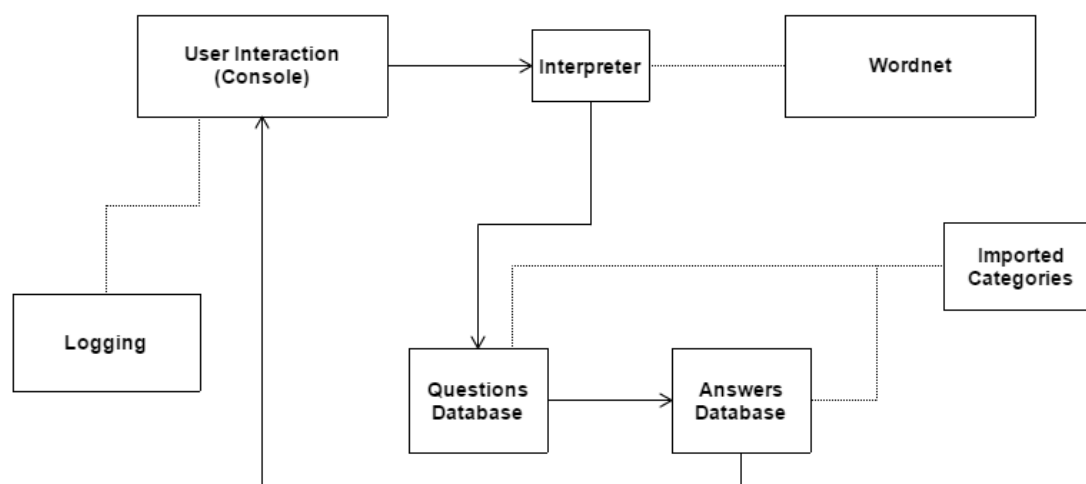 User Interaction
(Console)
Interpreter
Wordnet
Imported
Categories
Logging
Questions
Database
Answers
Database